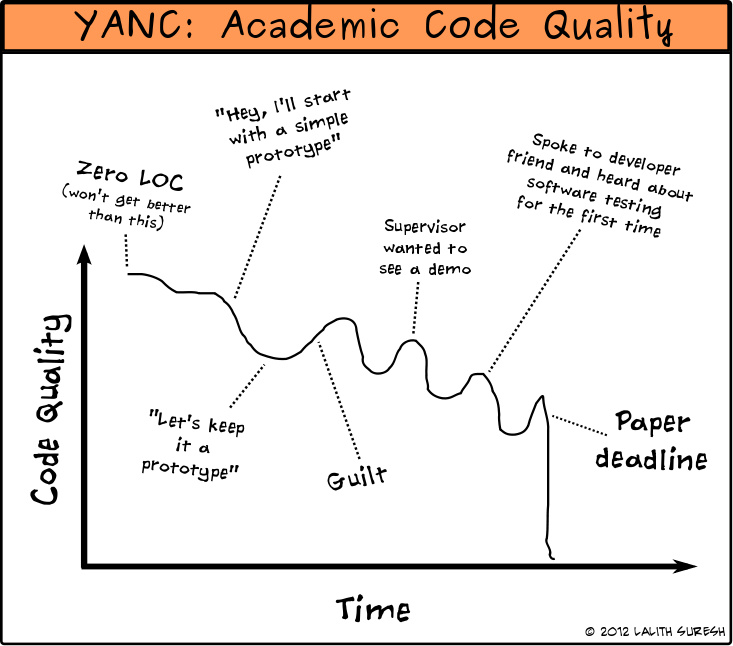 YANC: Academic Code Quality
"Hey, I'll start
with a simple
prototype"
Zero LOC
(won't get better
than this)
Spoke to developer
friend and heard about
software testing
for the first time
Supervisor
wanted to
see a demo
Code Quality
"Let's keep
it a
prototype"
Guilt
Paper
deadline
Time
© 2012 LALITH SURESH